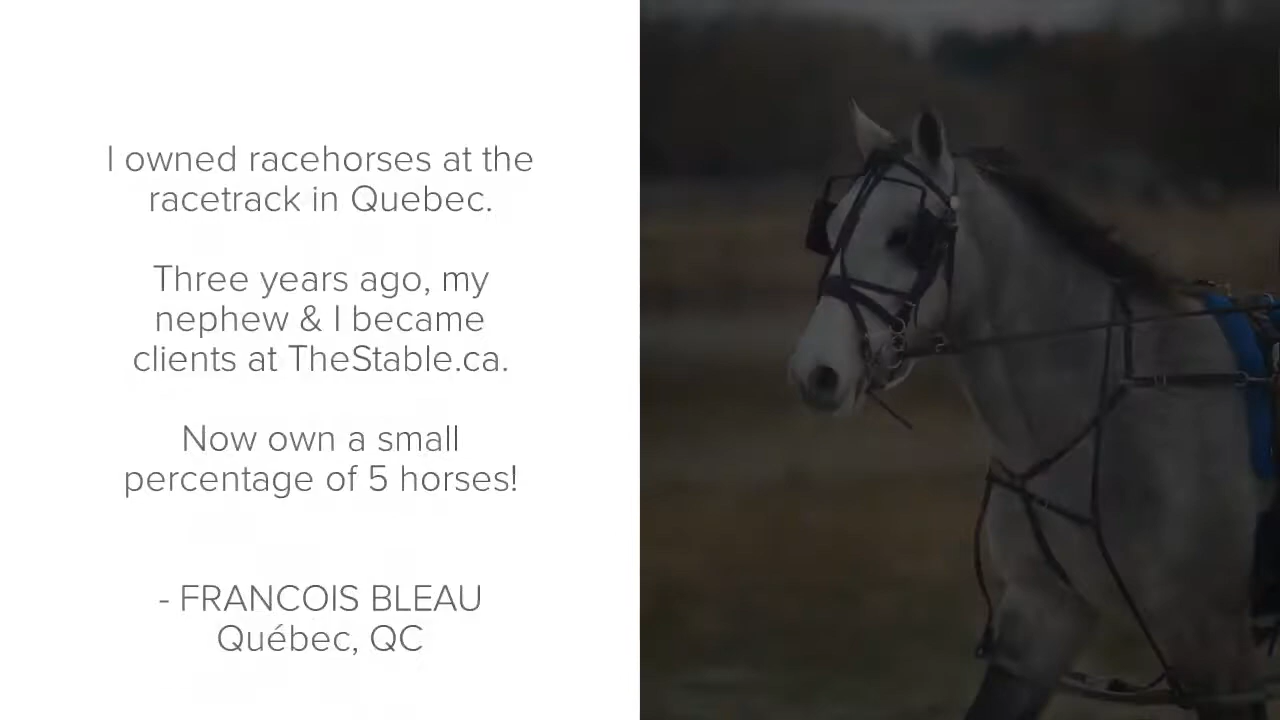 I owned racehorses at the
racetrack in Quebec.
Three years ago, my
nephew & I became
clients at TheStable.ca.
Now own a small
percentage of 5 horses!
- FRANCOIS BLEAU
Québec, QC